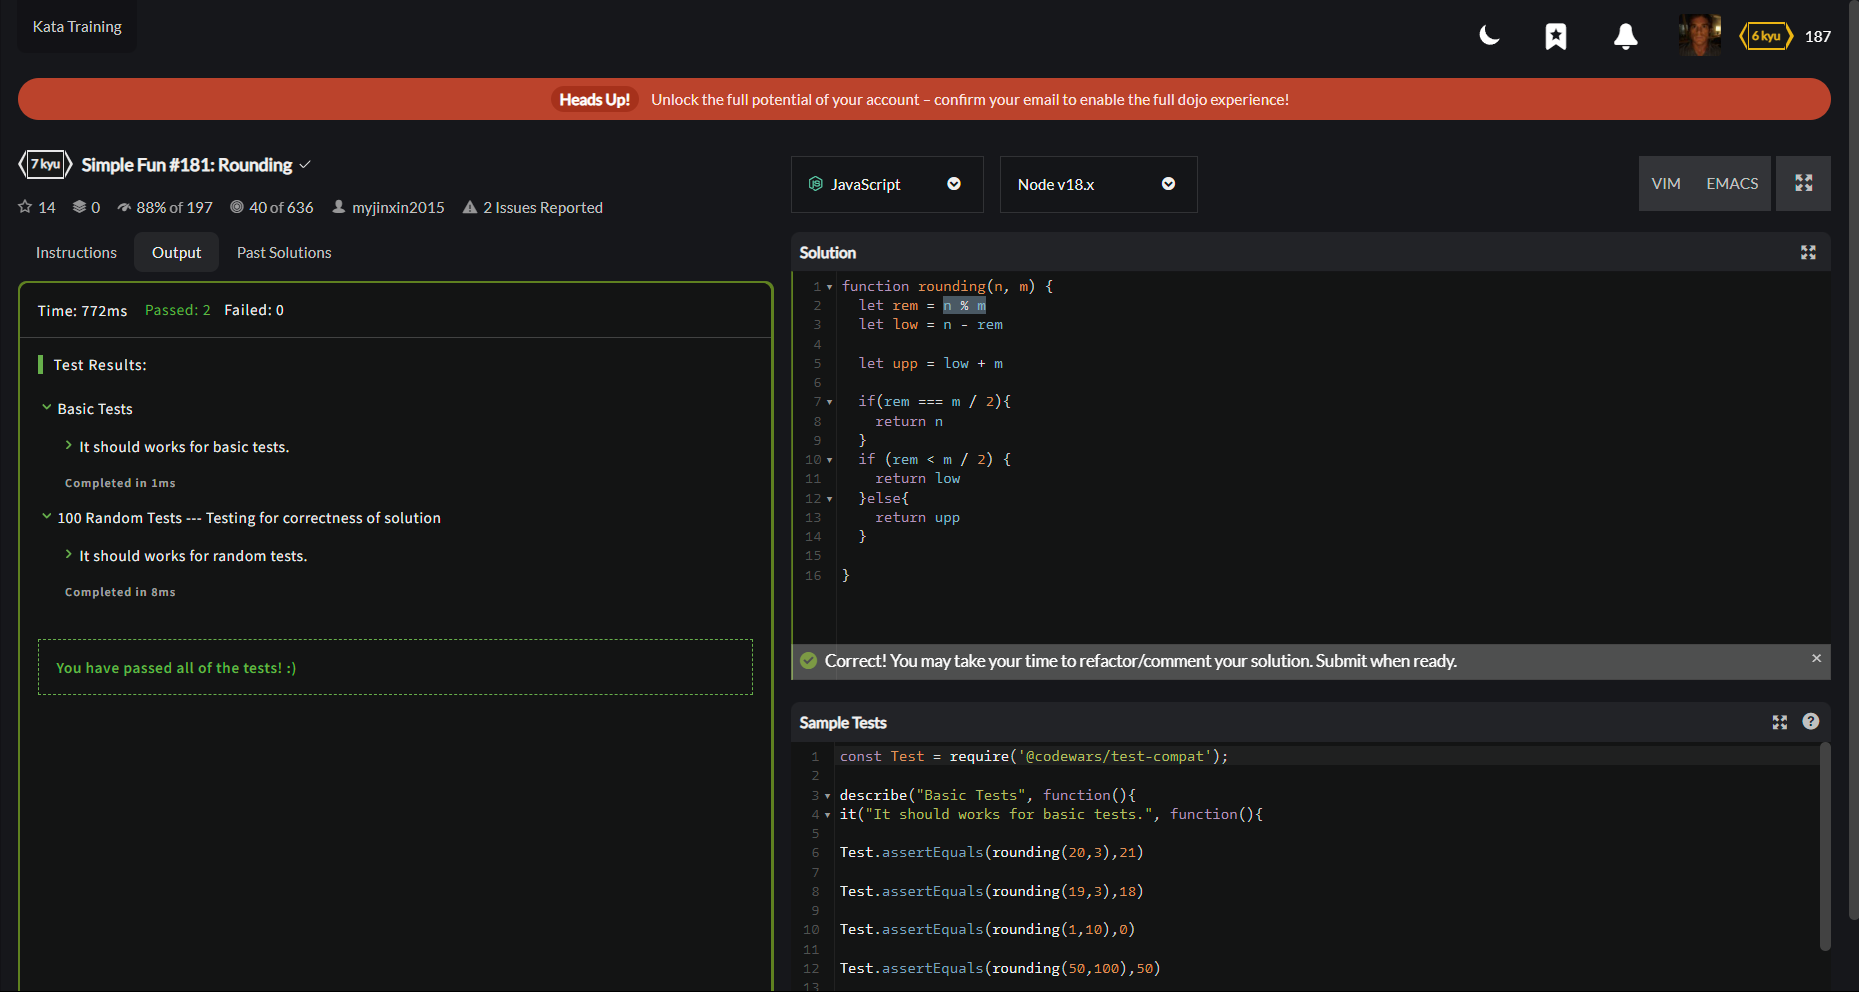 Kata Training
6 kyu 187
Heads Up! Unlock the full potential of your account – confirm your email to enable the full dojo experience!
7 kyu Simple Fun #181: Rounding
14 0 88% of 197 40 of 636 myjinxin2015 2 Issues Reported
Instructions Output Past Solutions
Time: 772ms Passed: 2 Failed: 0
Test Results:
Basic Tests
It should works for basic tests.
Completed in 1ms
100 Random Tests --- Testing for correctness of solution
It should works for random tests.
Completed in 8ms
You have passed all of the tests! :)
JavaScript Node v18.x VIM EMACS
Solution
1 function rounding(n, m) {
2 let rem = n % m
3 let low = n - rem
4
5 let upp = low + m
6
7 if(rem === m / 2){
8 return n
9 }
10 if (rem < m / 2) {
11 return low
12 }else{
13 return upp
14 }
15
16 }
Correct! You may take your time to refactor/comment your solution. Submit when ready.
Sample Tests
1 const Test = require('@codewars/test-compat');
2
3 describe("Basic Tests", function(){
4 it("It should works for basic tests.", function(){
5
6 Test.assertEquals(rounding(20,3),21)
7
8 Test.assertEquals(rounding(19,3),18)
9
10 Test.assertEquals(rounding(1,10),0)
11
12 Test.assertEquals(rounding(50,100),50)
13